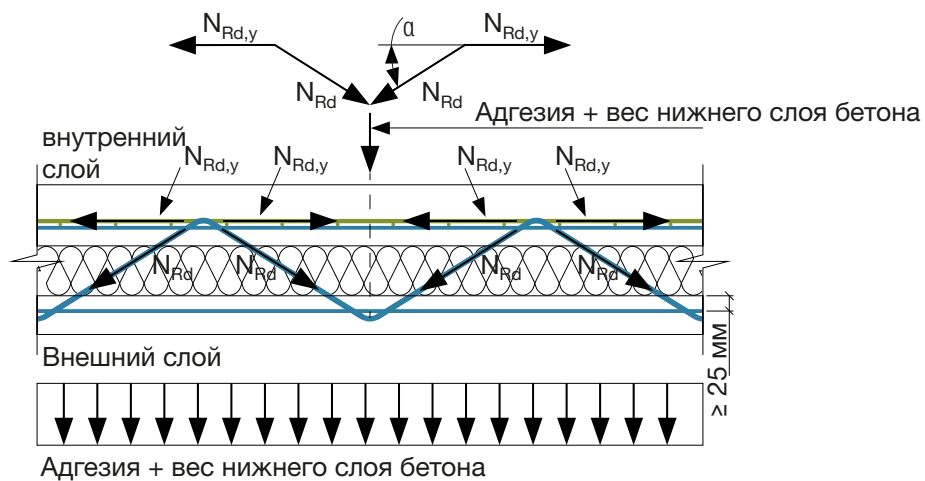 N_Rd,y α N_Rd,y
N_Rd N_Rd
Адгезия + вес нижнего слоя бетона
внутренний
слой
N_Rd,y N_Rd,y N_Rd,y N_Rd,y
N_Rd N_Rd N_Rd N_Rd
≥ 25 мм
Внешний слой
Адгезия + вес нижнего слоя бетона